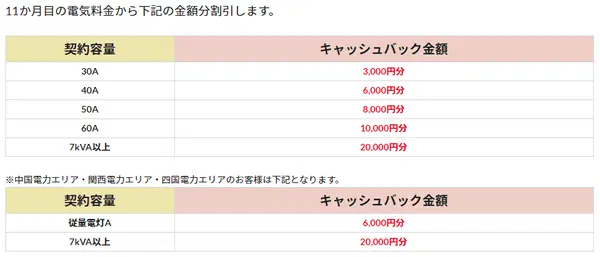 11か月目の電気料金から下記の金額分割引します。
契約容量 キャッシュバック金額
30A 3,000円分
40A 6,000円分
50A 8,000円分
60A 10,000円分
7kVA以上 20,000円分
※中国電力エリア・関西電力エリア・四国電力エリアのお客様は下記となります。
契約容量 キャッシュバック金額
従量電灯A 6,000円分
7kVA以上 20,000円分